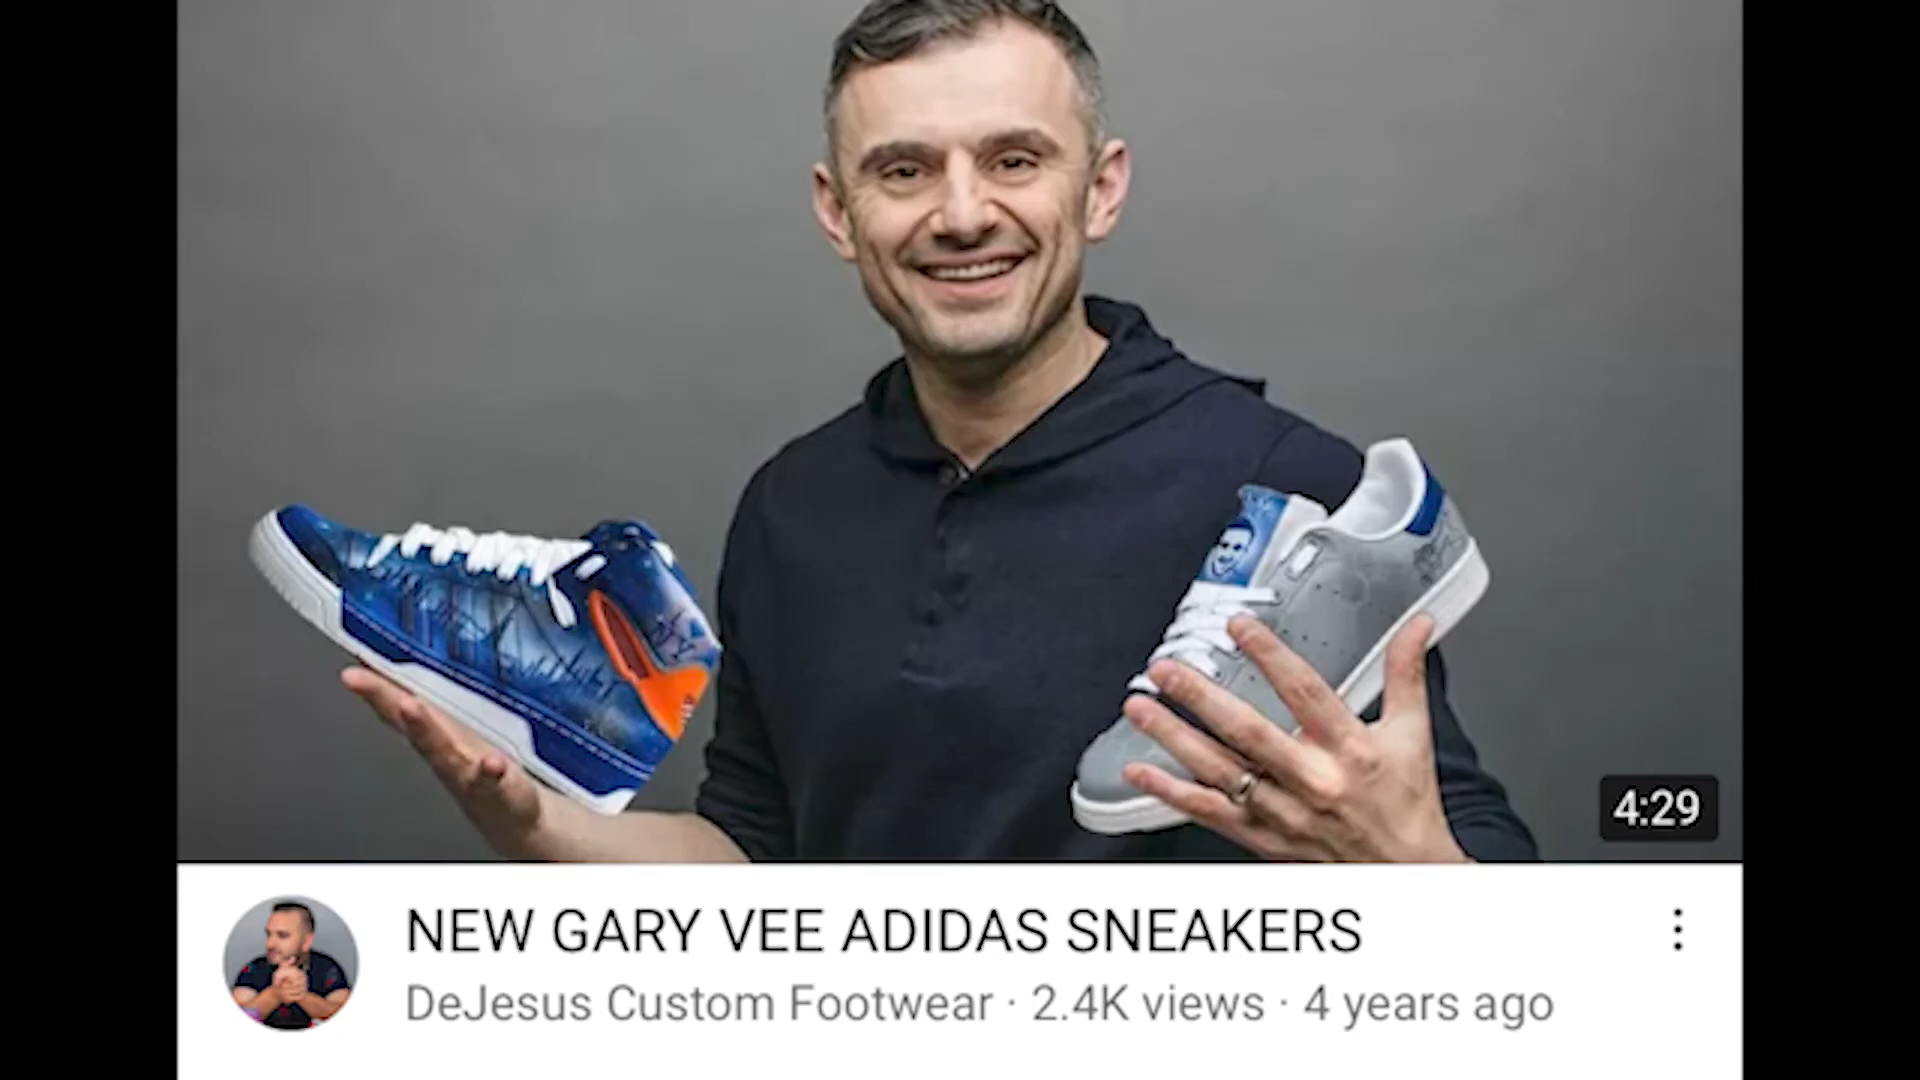 4:29
NEW GARY VEE ADIDAS SNEAKERS
DeJesus Custom Footwear · 2.4K views · 4 years ago